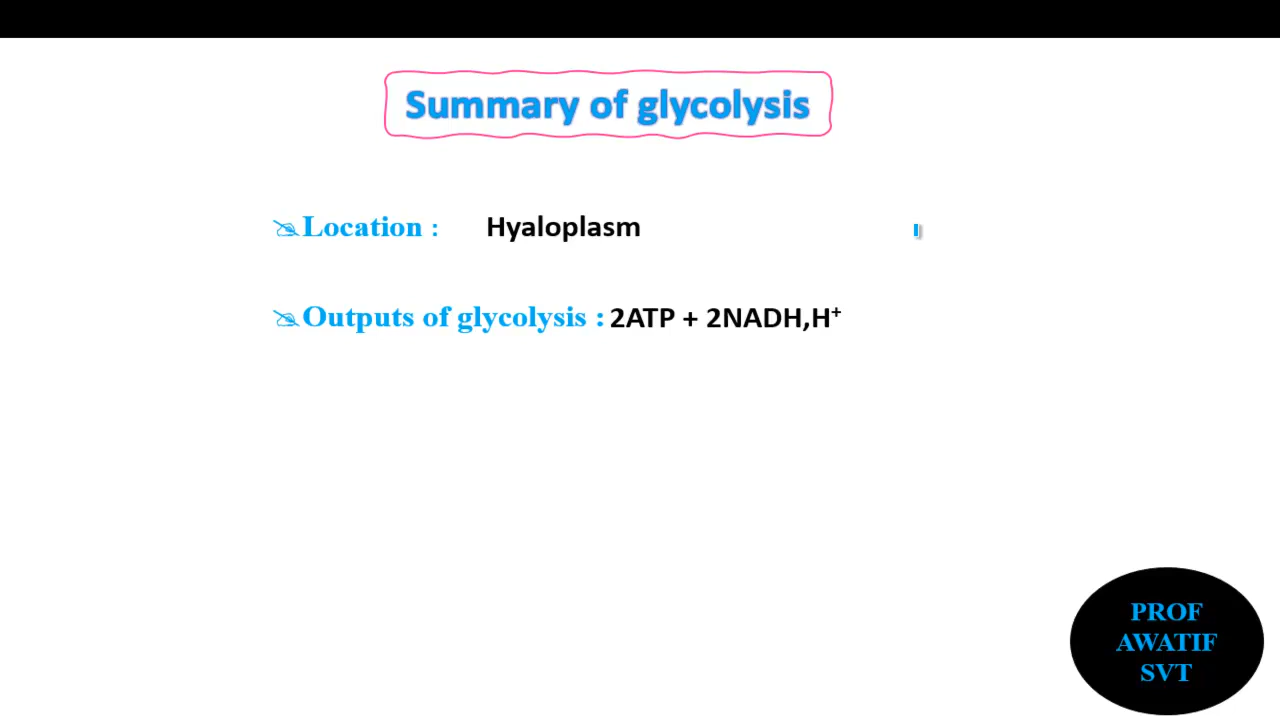 Summary of glycolysis
Location : Hyaloplasm
Outputs of glycolysis : 2ATP + 2NADH,H⁺
PROF
AWATIF
SVT